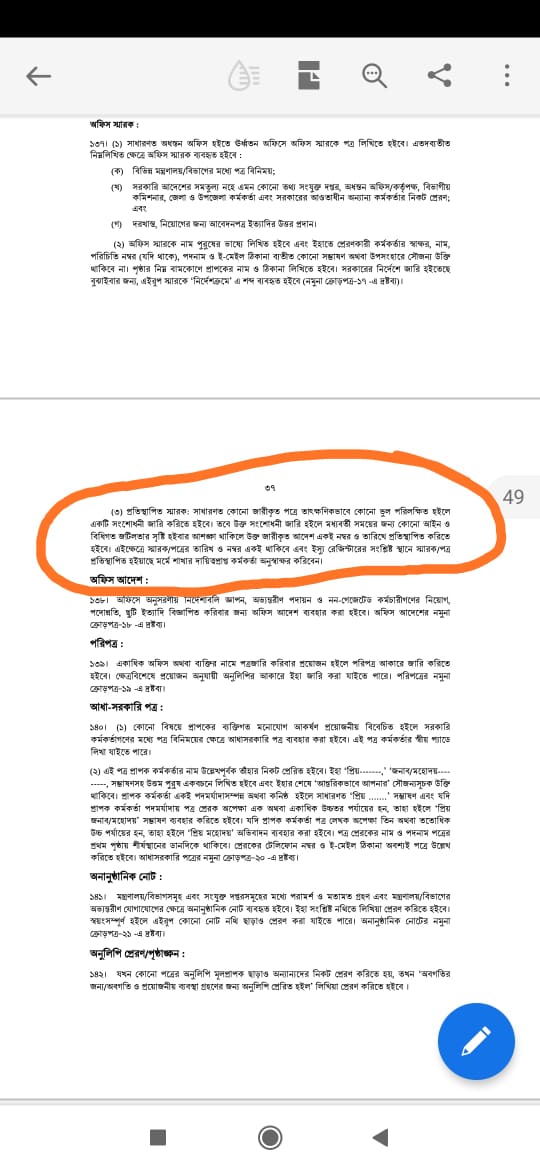 অফিস স্মারক :
১৩৭। (১) সাধারণত অধস্তন অফিস হইতে ঊর্ধ্বতন অফিসে অফিস স্মারকে পত্র লিখিতে হইবে। এতদ্ব্যতীত
নিম্নলিখিত ক্ষেত্রে অফিস স্মারক ব্যবহৃত হইবে :
(ক) বিভিন্ন মন্ত্রণালয়/বিভাগের মধ্যে পত্র বিনিময়;
(খ) সরকারি আদেশের সমতুল্য নহে এমন কোনো তথ্য সংযুক্ত দপ্তর, অধস্তন অফিস/কর্তৃপক্ষ, বিভাগীয়
কমিশনার, জেলা ও উপজেলা কর্মকর্তা এবং সরকারের আওতাধীন অন্যান্য কর্মকর্তার নিকট প্রেরণ;
এবং
(গ) দরখাস্ত, নিয়োগের জন্য আবেদনপত্র ইত্যাদির উত্তর প্রদান।
(২) অফিস স্মারকে নাম পুরুষের ভাষ্যে লিখিত হইবে এবং ইহাতে প্রেরণকারী কর্মকর্তার স্বাক্ষর, নাম,
পরিচিতি নম্বর (যদি থাকে), পদনাম ও ই-মেইল ঠিকানা ব্যতীত কোনো সম্ভাষণ অথবা উপসংহারে সৌজন্য উক্তি
থাকিবে না। পৃষ্ঠার নিম্ন বামকোণে প্রাপকের নাম ও ঠিকানা লিখিতে হইবে। সরকারের নির্দেশে জারি হইতেছে
বুঝাইবার জন্য, এইরূপ স্মারকে ‘নির্দেশক্রমে’ এ শব্দ ব্যবহৃত হইবে (নমুনা ক্রোড়পত্র-১৭ -এ দ্রষ্টব্য)।
৩৭
49
(৩) প্রতিস্থাপিত স্মারক: সাধারণত কোনো জারীকৃত পত্রে তাৎক্ষণিকভাবে কোনো ভুল পরিলক্ষিত হইলে
একটি সংশোধনী জারি করিতে হইবে। তবে উক্ত সংশোধনী জারি হইলে মধ্যবর্তী সময়ের জন্য কোনো আইন ও
বিধিগত জটিলতার সৃষ্টি হইবার আশঙ্কা থাকিলে উক্ত জারীকৃত আদেশ একই নম্বর ও তারিখে প্রতিস্থাপিত করিতে
হইবে। এইক্ষেত্রে স্মারক/পত্রের তারিখ ও নম্বর একই থাকিবে এবং ইস্যু রেজিস্টারের সংশ্লিষ্ট স্থানে স্মারক/পত্র
প্রতিস্থাপিত হইয়াছে মর্মে শাখার দায়িত্বপ্রাপ্ত কর্মকর্তা অনুস্বাক্ষর করিবেন।
অফিস আদেশ :
১৩৮। অফিসে অনুসরণীয় নির্দেশাবলি জ্ঞাপন, অভ্যন্তরীণ পদায়ন ও নন-গেজেটেড কর্মচারীগণের নিয়োগ,
পদোন্নতি, ছুটি ইত্যাদি বিজ্ঞাপিত করিবার জন্য অফিস আদেশ ব্যবহার করা হইবে। অফিস আদেশের নমুনা
ক্রোড়পত্র-১৮ -এ দ্রষ্টব্য।
পরিপত্র :
১৩৯। একাধিক অফিস অথবা ব্যক্তির নামে পত্রজারি করিবার প্রয়োজন হইলে পরিপত্র আকারে জারি করিতে
হইবে। ক্ষেত্রবিশেষে প্রয়োজন অনুযায়ী অনুলিপির আকারে ইহা জারি করা যাইতে পারে। পরিপত্রের নমুনা
ক্রোড়পত্র-১৯ -এ দ্রষ্টব্য।
আধা-সরকারি পত্র :
১৪০। (১) কোনো বিষয়ে প্রাপকের ব্যক্তিগত মনোযোগ আকর্ষণ প্রয়োজনীয় বিবেচিত হইলে সরকারি
কর্মকর্তাগণের মধ্যে পত্র বিনিময়ের ক্ষেত্রে আধাসরকারি পত্র ব্যবহার করা হইবে। এই পত্র কর্মকর্তার স্বীয় প্যাডে
লিখা যাইতে পারে।
(২) এই পত্র প্রাপক কর্মকর্তার নাম উল্লেখপূর্বক তাঁহার নিকট প্রেরিত হইবে। ইহা ‘প্রিয়-------,’ ‘জনাব/মহোদয়----
-----, সম্ভাষণসহ উত্তম পুরুষ একবচনে লিখিত হইবে এবং ইহার শেষে ‘আন্তরিকভাবে আপনার’ সৌজন্যসূচক উক্তি
থাকিবে। প্রাপক কর্মকর্তা একই পদমর্যাদাসম্পন্ন অথবা কনিষ্ঠ হইলে সাধারণত ‘প্রিয় .......’ সম্ভাষণ এবং যদি
প্রাপক কর্মকর্তা পদমর্যাদায় পত্র প্রেরক অপেক্ষা এক অথবা একাধিক উচ্চতর পর্যায়ের হন, তাহা হইলে ‘প্রিয়
জনাব/মহোদয়’ সম্ভাষণ ব্যবহার করিতে হইবে। যদি প্রাপক কর্মকর্তা পত্র লেখক অপেক্ষা তিন অথবা ততোধিক
উচ্চ পর্যায়ের হন, তাহা হইলে ‘প্রিয় মহোদয়’ অভিবাদন ব্যবহার করা হইবে। পত্র প্রেরকের নাম ও পদনাম পত্রের
প্রথম পৃষ্ঠায় শীর্ষস্থানের ডানদিকে থাকিবে। প্রেরকের টেলিফোন নম্বর ও ই-মেইল ঠিকানা অবশ্যই পত্রে উল্লেখ
করিতে হইবে। আধাসরকারি পত্রের নমুনা ক্রোড়পত্র-২০ -এ দ্রষ্টব্য।
অনানুষ্ঠানিক নোট :
১৪১। মন্ত্রণালয়/বিভাগসমূহ এবং সংযুক্ত দপ্তরসমূহের মধ্যে পরামর্শ ও মতামত গ্রহণ এবং মন্ত্রণালয়/বিভাগের
অভ্যন্তরীণ যোগাযোগের ক্ষেত্রে অনানুষ্ঠানিক নোট ব্যবহৃত হইবে। ইহা সংশ্লিষ্ট নথিতে লিখিয়া প্রেরণ করিতে হইবে।
স্বয়ংসম্পূর্ণ হইলে এইরূপ কোনো নোট নথি ছাড়াও প্রেরণ করা যাইতে পারে। অনানুষ্ঠানিক নোটের নমুনা
ক্রোড়পত্র-২১ -এ দ্রষ্টব্য।
অনুলিপি প্রেরণ/পৃষ্ঠাঙ্কন :
১৪২। যখন কোনো পত্রের অনুলিপি মূলপ্রাপক ছাড়াও অন্যান্যদের নিকট প্রেরণ করিতে হয়, তখন ‘অবগতির
জন্য/অবগতি ও প্রয়োজনীয় ব্যবস্থা গ্রহণের জন্য অনুলিপি প্রেরিত হইল’ লিখিয়া প্রেরণ করিতে হইবে।